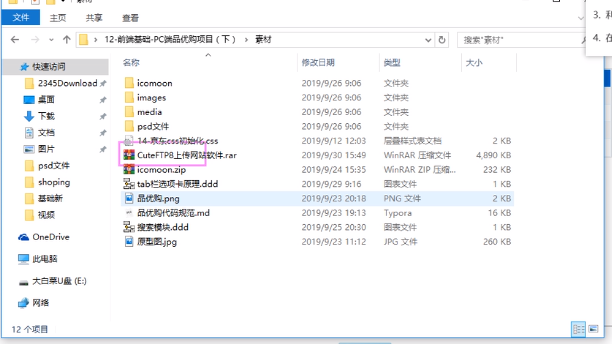 文件 主页 共享 查看
12-前端基础-PC端品优购项目（下） > 素材 搜索"素材"
快速访问
2345Download
桌面
下载
文档
图片
psd文件
shoping
基础新
视频
OneDrive
此电脑
大白菜U盘 (E:)
网络
名称 修改日期 类型 大小
icomoon 2019/9/26 9:06 文件夹
images 2019/9/26 9:06 文件夹
media 2019/9/26 9:06 文件夹
psd文件 2019/9/26 9:06 文件夹
14-京东css初始化.css 2019/9/12 12:03 层叠样式表文档 2 KB
CuteFTP8上传网站软件.rar 2019/9/30 15:49 WinRAR 压缩文件 4,890 KB
icomoon.zip 2019/9/24 15:35 WinRAR ZIP 压缩... 232 KB
tab栏选项卡原理.ddd 2019/9/29 9:16 图表文件 2 KB
品优购.png 2019/9/23 20:18 PNG 文件 2 KB
品优购代码规范.md 2019/9/23 19:13 Typora 16 KB
搜索模块.ddd 2019/9/25 20:30 图表文件 2 KB
原型图.jpg 2019/9/23 11:12 JPG 文件 260 KB
12 个项目
3.
4. 在